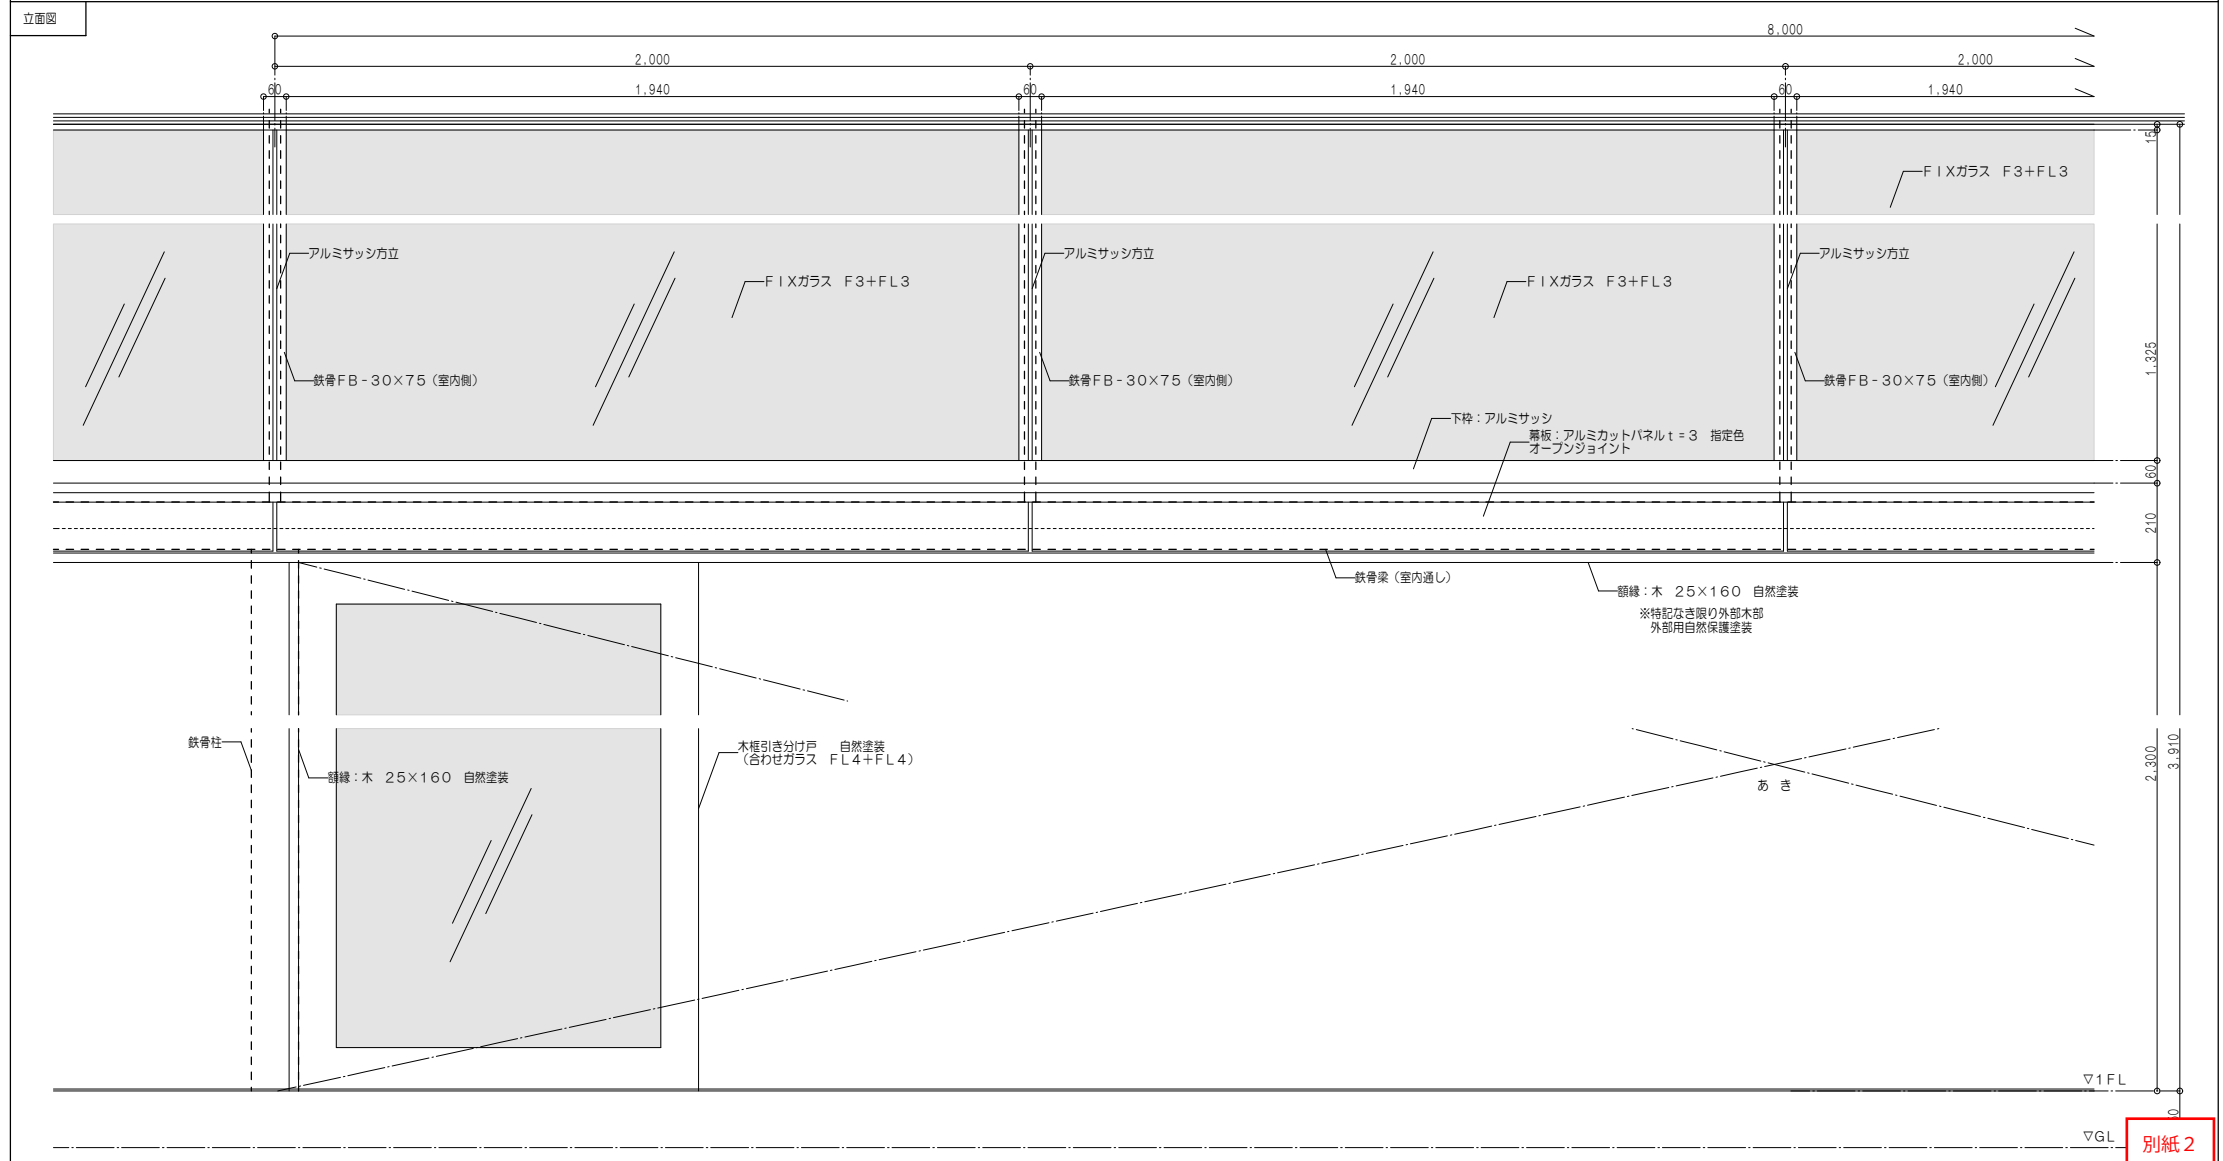 立面図
8,000
2,000 2,000 2,000
60 1,940 60 1,940 60 1,940
15
ＦＩＸガラス　Ｆ３＋ＦＬ３
アルミサッシ方立 アルミサッシ方立 アルミサッシ方立
ＦＩＸガラス　Ｆ３＋ＦＬ３ ＦＩＸガラス　Ｆ３＋ＦＬ３
1,325
鉄骨ＦＢ－３０×７５（室内側） 鉄骨ＦＢ－３０×７５（室内側） 鉄骨ＦＢ－３０×７５（室内側）
下枠：アルミサッシ
幕板：アルミカットパネルｔ＝３　指定色
オープンジョイント
60
210
鉄骨梁（室内通し）
額縁：木　２５×１６０　自然塗装
※特記なき限り外部木部
外部用自然保護塗装
鉄骨柱
木框引き分け戸　自然塗装
（合わせガラス　ＦＬ４＋ＦＬ４）
額縁：木　２５×１６０　自然塗装
あ き
2,300
3,910
▽１ＦＬ
▽GL
別紙２